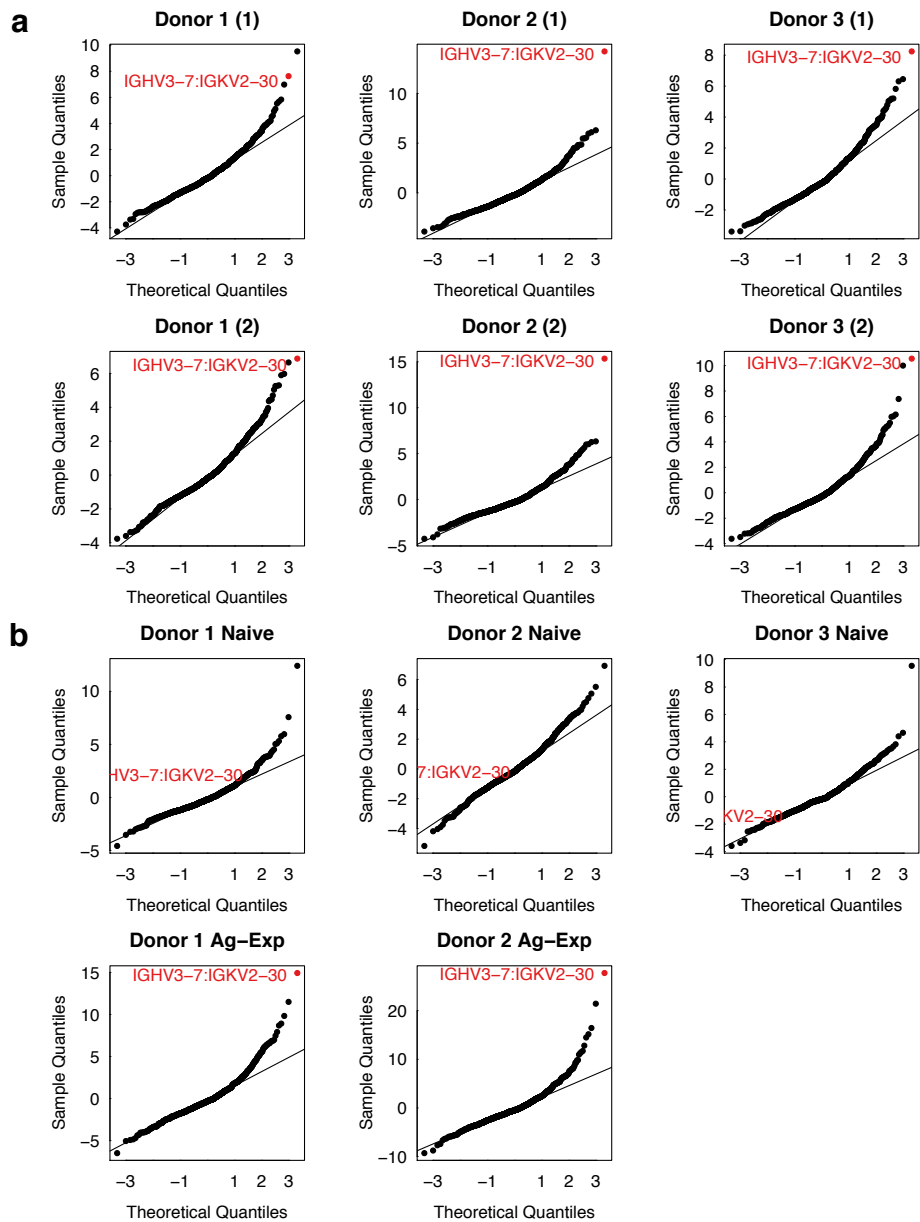 a
Donor 1 (1)
Sample Quantiles
10
8
6
4
2
0
−2
−4
IGHV3−7:IGKV2−30
−3 −1 1 2 3
Theoretical Quantiles
Donor 2 (1)
Sample Quantiles
10
5
0
IGHV3−7:IGKV2−30
−3 −1 1 2 3
Theoretical Quantiles
Donor 3 (1)
Sample Quantiles
8
6
4
2
0
−2
IGHV3−7:IGKV2−30
−3 −1 1 2 3
Theoretical Quantiles
Donor 1 (2)
Sample Quantiles
6
4
2
0
−2
−4
IGHV3−7:IGKV2−30
−3 −1 1 2 3
Theoretical Quantiles
Donor 2 (2)
Sample Quantiles
15
10
5
0
−5
IGHV3−7:IGKV2−30
−3 −1 1 2 3
Theoretical Quantiles
Donor 3 (2)
Sample Quantiles
10
8
6
4
2
0
−2
−4
IGHV3−7:IGKV2−30
−3 −1 1 2 3
Theoretical Quantiles
b
Donor 1 Naive
Sample Quantiles
10
5
0
−5
HV3−7:IGKV2−30
−3 −1 1 2 3
Theoretical Quantiles
Donor 2 Naive
Sample Quantiles
6
4
2
0
−2
−4
7:IGKV2−30
−3 −1 1 2 3
Theoretical Quantiles
Donor 3 Naive
Sample Quantiles
10
8
6
4
2
0
−2
−4
KV2−30
−3 −1 1 2 3
Theoretical Quantiles
Donor 1 Ag−Exp
Sample Quantiles
15
10
5
0
−5
IGHV3−7:IGKV2−30
−3 −1 1 2 3
Theoretical Quantiles
Donor 2 Ag−Exp
Sample Quantiles
20
10
0
−10
IGHV3−7:IGKV2−30
−3 −1 1 2 3
Theoretical Quantiles